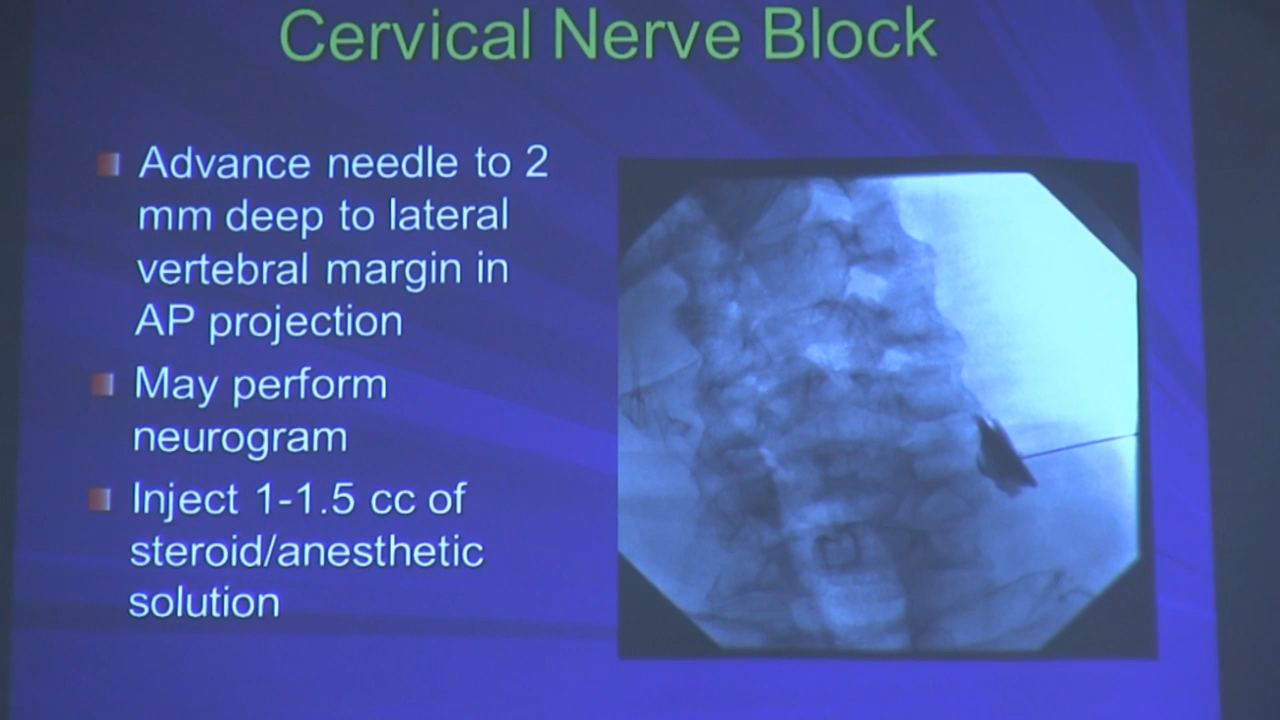 Cervical Nerve Block
Advance needle to 2
mm deep to lateral
vertebral margin in
AP projection
May perform
neurogram
Inject 1-1.5 cc of
steroid/anesthetic
solution